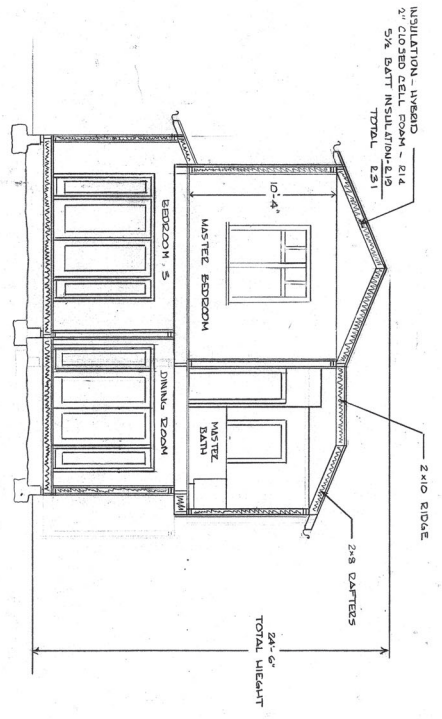 INSULATION - HYBRID
2" CLOSED CELL FOAM - R14
5½ BATT INSULATION - R19
TOTAL R31
10'-4"
MASTER BEDROOM
BEDROOM, 3
MASTER
BATH
DINING ROOM
2x10 RIDGE
2x8 RAFTERS
24'-6"
TOTAL HIEGHT